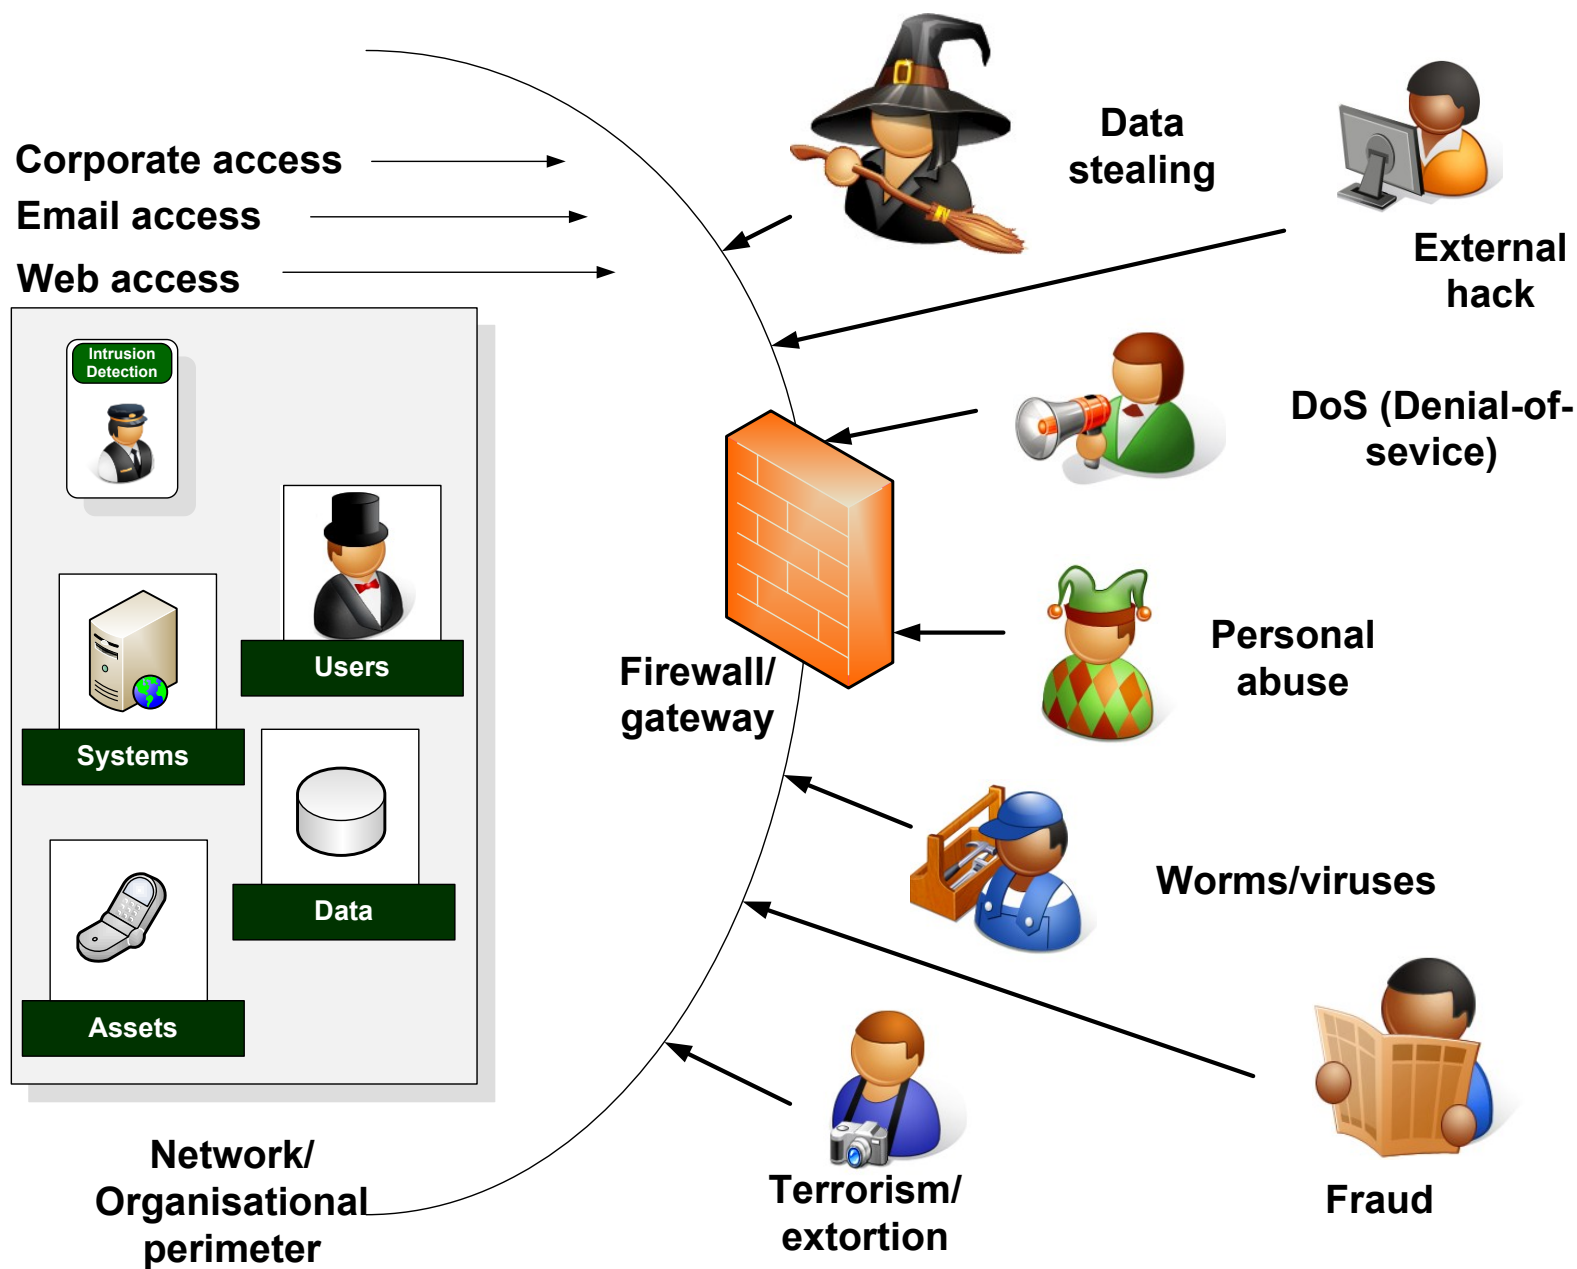 Corporate access
Email access
Web access
Intrusion
Detection
Users
Systems
Data
Assets
Network/
Organisational
perimeter
Firewall/
gateway
Data
stealing
External
hack
DoS (Denial-of-
sevice)
Personal
abuse
Worms/viruses
Fraud
Terrorism/
extortion